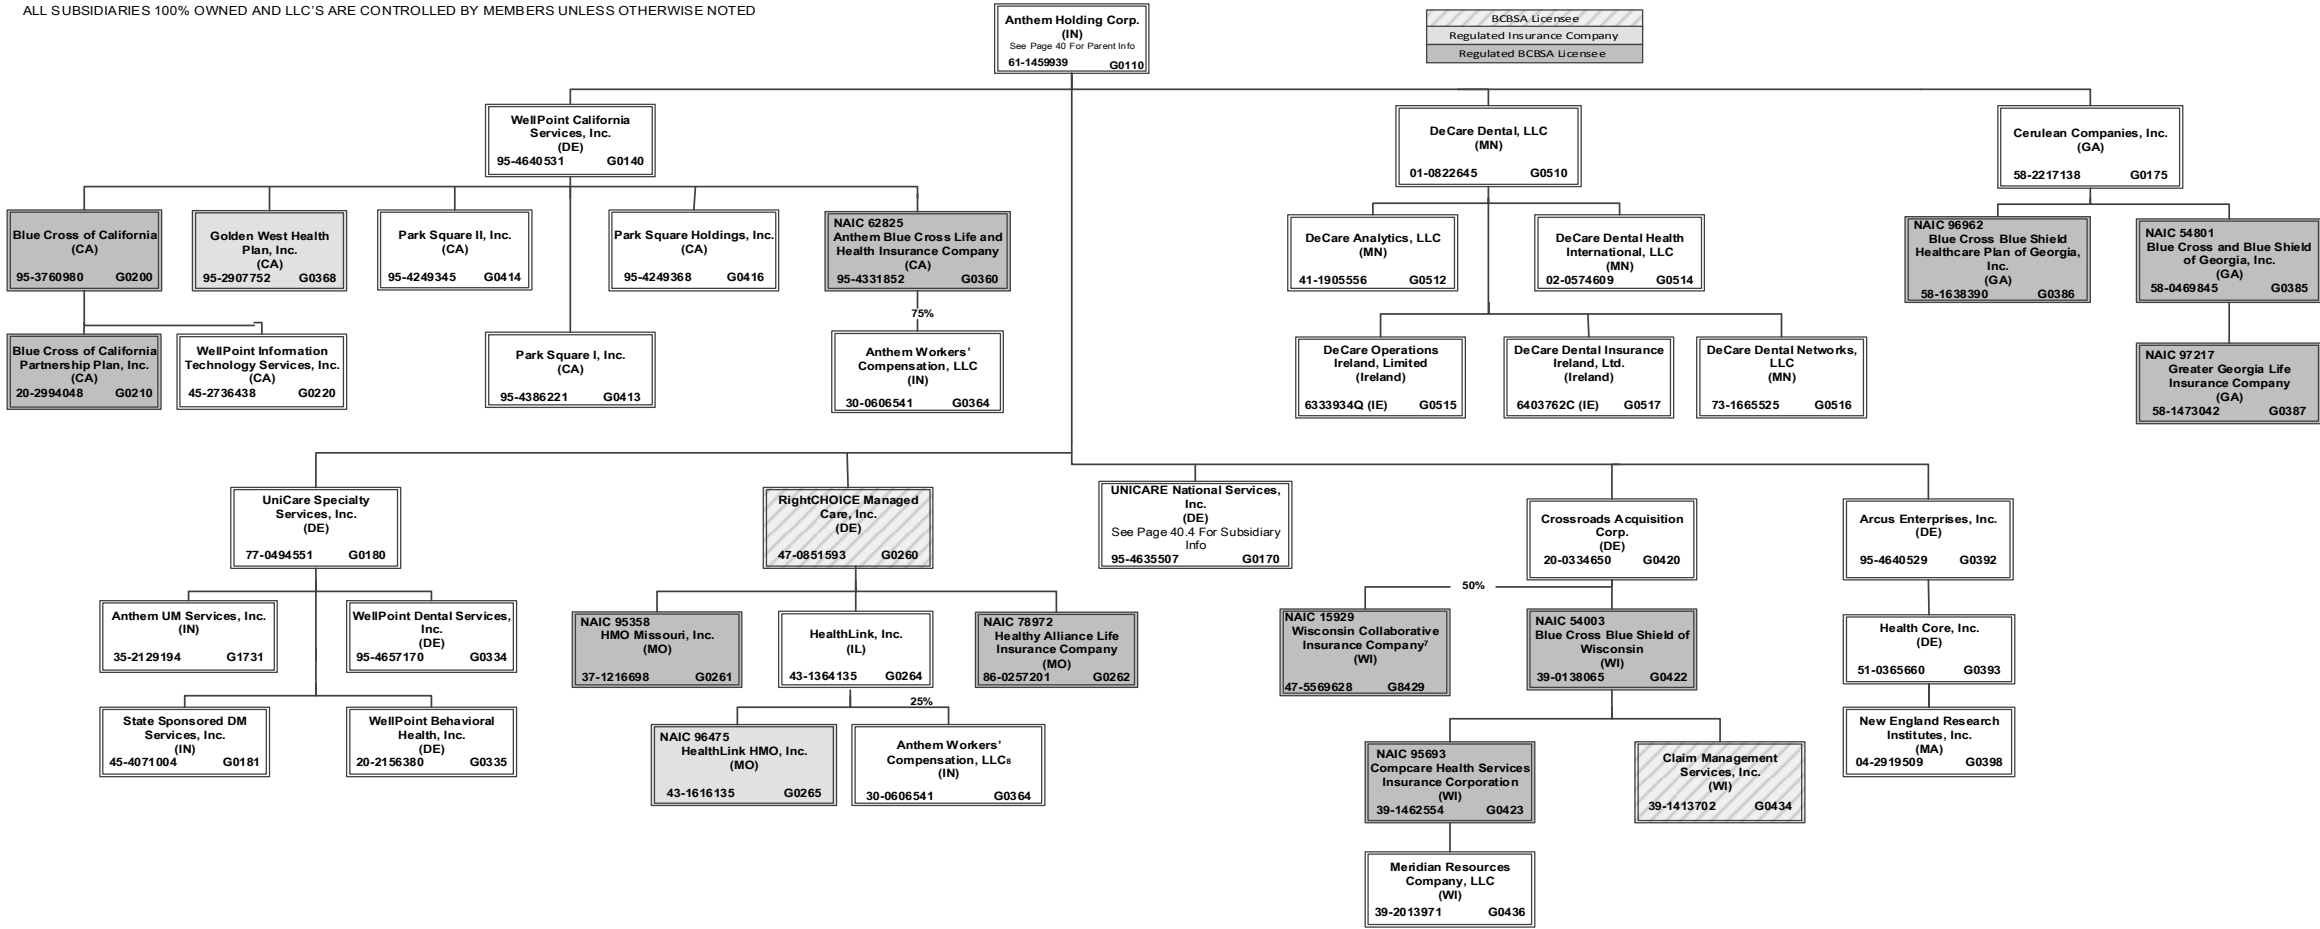 ALL SUBSIDIARIES 100% OWNED AND LLC'S ARE CONTROLLED BY MEMBERS UNLESS OTHERWISE NOTED
Anthem Holding Corp.
(IN)
See Page 40 For Parent Info
61-1459939 G0110
BCBSA Licensee
Regulated Insurance Company
Regulated BCBSA Licensee
WellPoint California
Services, Inc.
(DE)
95-4640531 G0140
DeCare Dental, LLC
(MN)
01-0822645 G0510
Cerulean Companies, Inc.
(GA)
58-2217138 G0175
Blue Cross of California
(CA)
95-3760980 G0200
Golden West Health
Plan, Inc.
(CA)
95-2907752 G0368
Park Square II, Inc.
(CA)
95-4249345 G0414
Park Square Holdings, Inc.
(CA)
95-4249368 G0416
NAIC 62825
Anthem Blue Cross Life and
Health Insurance Company
(CA)
95-4331852 G0360
DeCare Analytics, LLC
(MN)
41-1905556 G0512
DeCare Dental Health
International, LLC
(MN)
02-0574609 G0514
NAIC 96962
Blue Cross Blue Shield
Healthcare Plan of Georgia,
Inc.
(GA)
58-1638390 G0386
NAIC 54801
Blue Cross and Blue Shield
of Georgia, Inc.
(GA)
58-0469845 G0385
75%
Blue Cross of California
Partnership Plan, Inc.
(CA)
20-2994048 G0210
WellPoint Information
Technology Services, Inc.
(CA)
45-2736438 G0220
Park Square I, Inc.
(CA)
95-4386221 G0413
Anthem Workers'
Compensation, LLC
(IN)
30-0606541 G0364
DeCare Operations
Ireland, Limited
(Ireland)
6333934Q (IE) G0515
DeCare Dental Insurance
Ireland, Ltd.
(Ireland)
6403762C (IE) G0517
DeCare Dental Networks,
LLC
(MN)
73-1665525 G0516
NAIC 97217
Greater Georgia Life
Insurance Company
(GA)
58-1473042 G0387
UniCare Specialty
Services, Inc.
(DE)
77-0494551 G0180
RightCHOICE Managed
Care, Inc.
(DE)
47-0851593 G0260
UNICARE National Services,
Inc.
(DE)
See Page 40.4 For Subsidiary
Info
95-4635507 G0170
Crossroads Acquisition
Corp.
(DE)
20-0334650 G0420
Arcus Enterprises, Inc.
(DE)
95-4640529 G0392
50%
Anthem UM Services, Inc.
(IN)
35-2129194 G1731
WellPoint Dental Services,
Inc.
(DE)
95-4657170 G0334
NAIC 95358
HMO Missouri, Inc.
(MO)
37-1216698 G0261
HealthLink, Inc.
(IL)
43-1364135 G0264
NAIC 78972
Healthy Alliance Life
Insurance Company
(MO)
86-0257201 G0262
NAIC 15929
Wisconsin Collaborative
Insurance Company⁷
(WI)
47-5569628 G8429
NAIC 54003
Blue Cross Blue Shield of
Wisconsin
(WI)
39-0138065 G0422
Health Core, Inc.
(DE)
51-0365660 G0393
25%
State Sponsored DM
Services, Inc.
(IN)
45-4071004 G0181
WellPoint Behavioral
Health, Inc.
(DE)
20-2156380 G0335
NAIC 96475
HealthLink HMO, Inc.
(MO)
43-1616135 G0265
Anthem Workers'
Compensation, LLC₈
(IN)
30-0606541 G0364
NAIC 95693
Compcare Health Services
Insurance Corporation
(WI)
39-1462554 G0423
Claim Management
Services, Inc.
(WI)
39-1413702 G0434
New England Research
Institutes, Inc.
(MA)
04-2919509 G0398
Meridian Resources
Company, LLC
(WI)
39-2013971 G0436